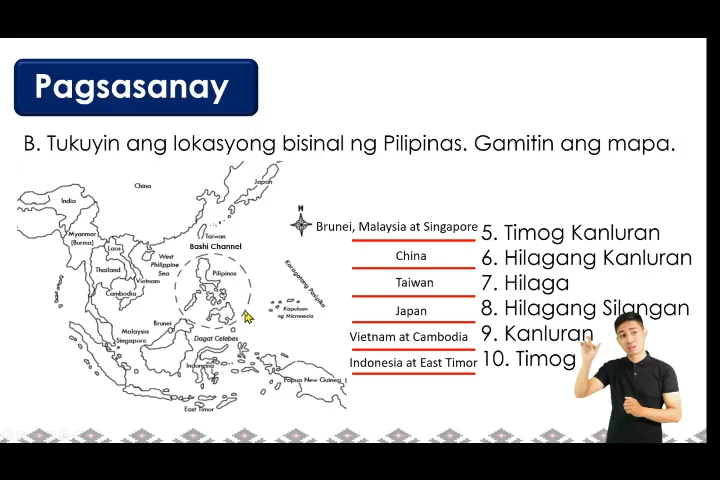 Pagsasanay
B. Tukuyin ang lokasyong bisinal ng Pilipinas. Gamitin ang mapa.
China
Japan
India
H
Myanmar
(Burma)
Laos
Taiwan
Bashi Channel
Thailand
West
Philippine
Sea
Vietnam
Cambodia
Pilipinas
Karagatang Pasipiko
Kapuluan
ng Micronesia
Brunei
Malaysia
Singapore
Dagat Celebes
Indonesia
Papua New Guinea
East Timor
Brunei, Malaysia at Singapore 5. Timog Kanluran
China 6. Hilagang Kanluran
Taiwan 7. Hilaga
Japan 8. Hilagang Silangan
Vietnam at Cambodia 9. Kanluran
Indonesia at East Timor 10. Timog